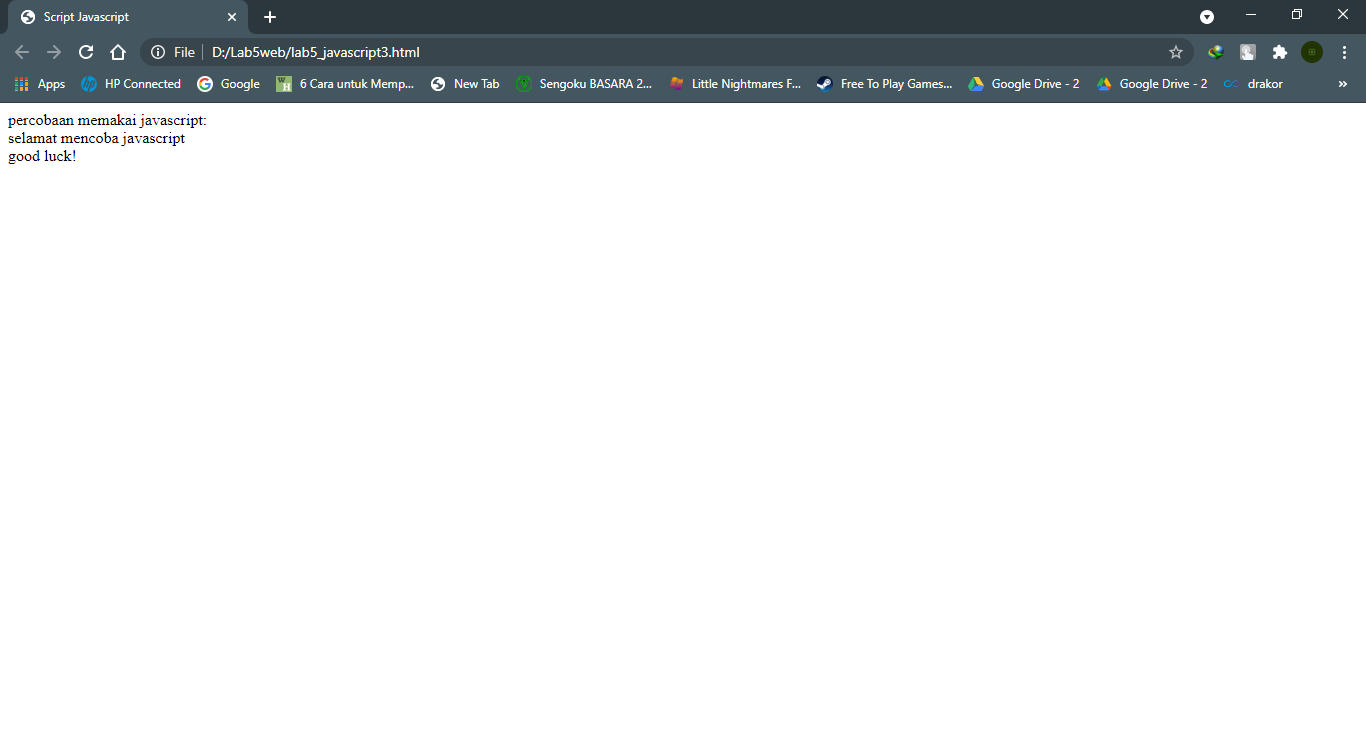 Script Javascript
File D:/Lab5web/lab5_javascript3.html
Apps HP Connected Google 6 Cara untuk Memp... New Tab Sengoku BASARA 2... Little Nightmares F... Free To Play Games... Google Drive - 2 Google Drive - 2 drakor »
percobaan memakai javascript:
selamat mencoba javascript
good luck!